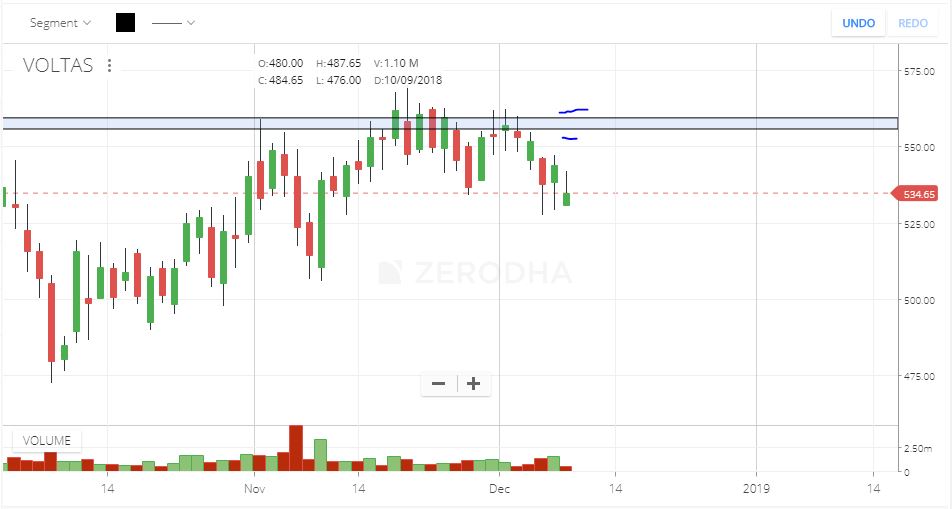 Segment
UNDO REDO
VOLTAS
O:480.00 H:487.65 V:1.10 M
C: 484.65 L: 476.00 D:10/09/2018
575.00
550.00
534.65
525.00
ZERODHA
500.00
475.00
VOLUME
2.50m
0
14 Nov 14 Dec 14 2019 14